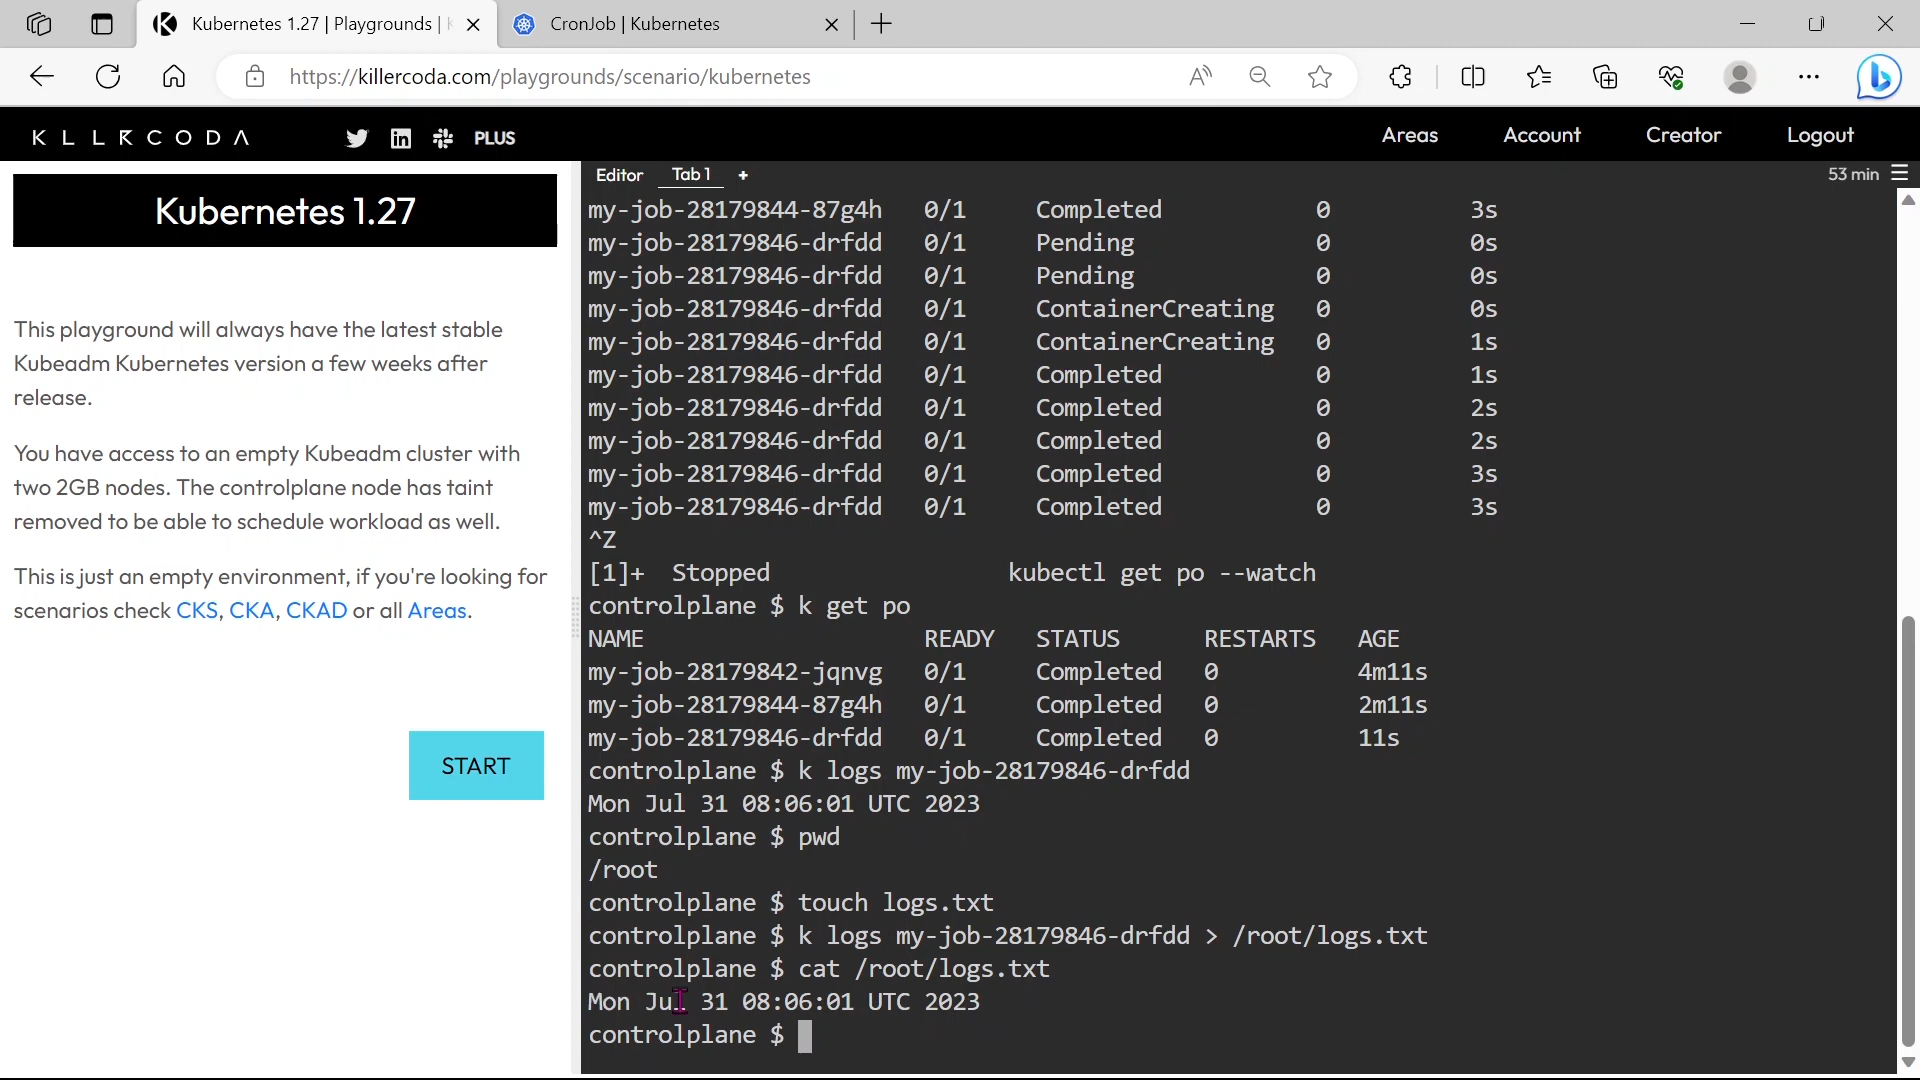 Kubernetes 1.27 | Playgrounds | K
CronJob | Kubernetes
https://killercoda.com/playgrounds/scenario/kubernetes
KLLRCODA
PLUS
Areas
Account
Creator
Logout
Kubernetes 1.27
This playground will always have the latest stable
Kubeadm Kubernetes version a few weeks after
release.
You have access to an empty Kubeadm cluster with
two 2GB nodes. The controlplane node has taint
removed to be able to schedule workload as well.
This is just an empty environment, if you're looking for
scenarios check CKS, CKA, CKAD or all Areas.
START
Editor Tab 1 +
53 min
my-job-28179844-87g4h 0/1 Completed 0 3s
my-job-28179846-drfdd 0/1 Pending 0 0s
my-job-28179846-drfdd 0/1 Pending 0 0s
my-job-28179846-drfdd 0/1 ContainerCreating 0 0s
my-job-28179846-drfdd 0/1 ContainerCreating 0 1s
my-job-28179846-drfdd 0/1 Completed 0 1s
my-job-28179846-drfdd 0/1 Completed 0 2s
my-job-28179846-drfdd 0/1 Completed 0 2s
my-job-28179846-drfdd 0/1 Completed 0 3s
my-job-28179846-drfdd 0/1 Completed 0 3s
^Z
[1]+ Stopped kubectl get po --watch
controlplane $ k get po
NAME READY STATUS RESTARTS AGE
my-job-28179842-jqnvg 0/1 Completed 0 4m11s
my-job-28179844-87g4h 0/1 Completed 0 2m11s
my-job-28179846-drfdd 0/1 Completed 0 11s
controlplane $ k logs my-job-28179846-drfdd
Mon Jul 31 08:06:01 UTC 2023
controlplane $ pwd
/root
controlplane $ touch logs.txt
controlplane $ k logs my-job-28179846-drfdd > /root/logs.txt
controlplane $ cat /root/logs.txt
Mon Jul 31 08:06:01 UTC 2023
controlplane $